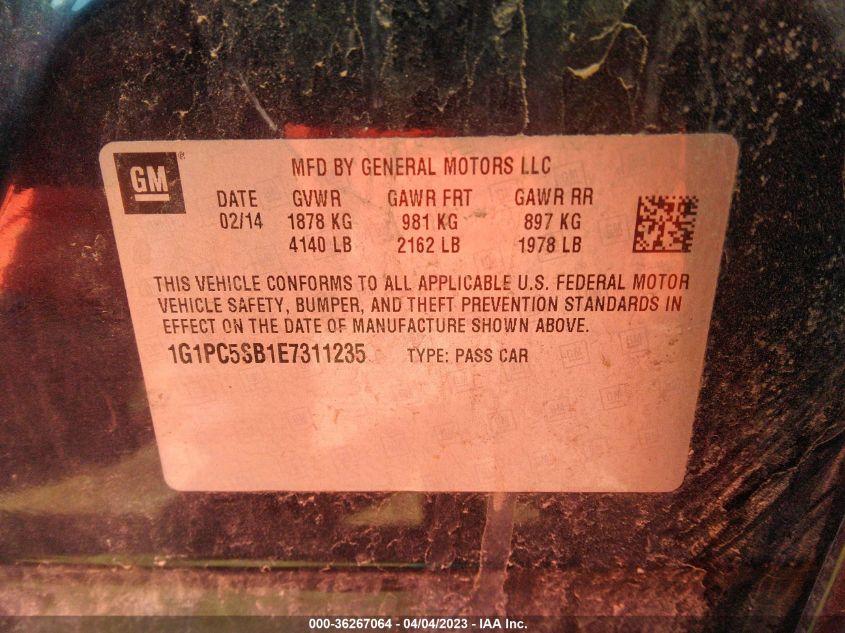 GM ®
MFD BY GENERAL MOTORS LLC
DATE GVWR GAWR FRT GAWR RR
02/14 1878 KG 981 KG 897 KG
4140 LB 2162 LB 1978 LB
THIS VEHICLE CONFORMS TO ALL APPLICABLE U.S. FEDERAL MOTOR
VEHICLE SAFETY, BUMPER, AND THEFT PREVENTION STANDARDS IN
EFFECT ON THE DATE OF MANUFACTURE SHOWN ABOVE.
1G1PC5SB1E7311235 TYPE: PASS CAR
000-36267064 - 04/04/2023 - IAA Inc.